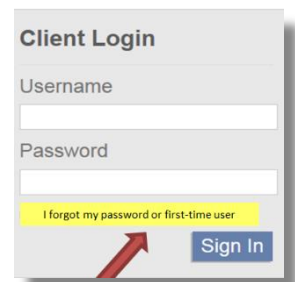 Client Login
Username
Password
I forgot my password or first-time user
Sign In